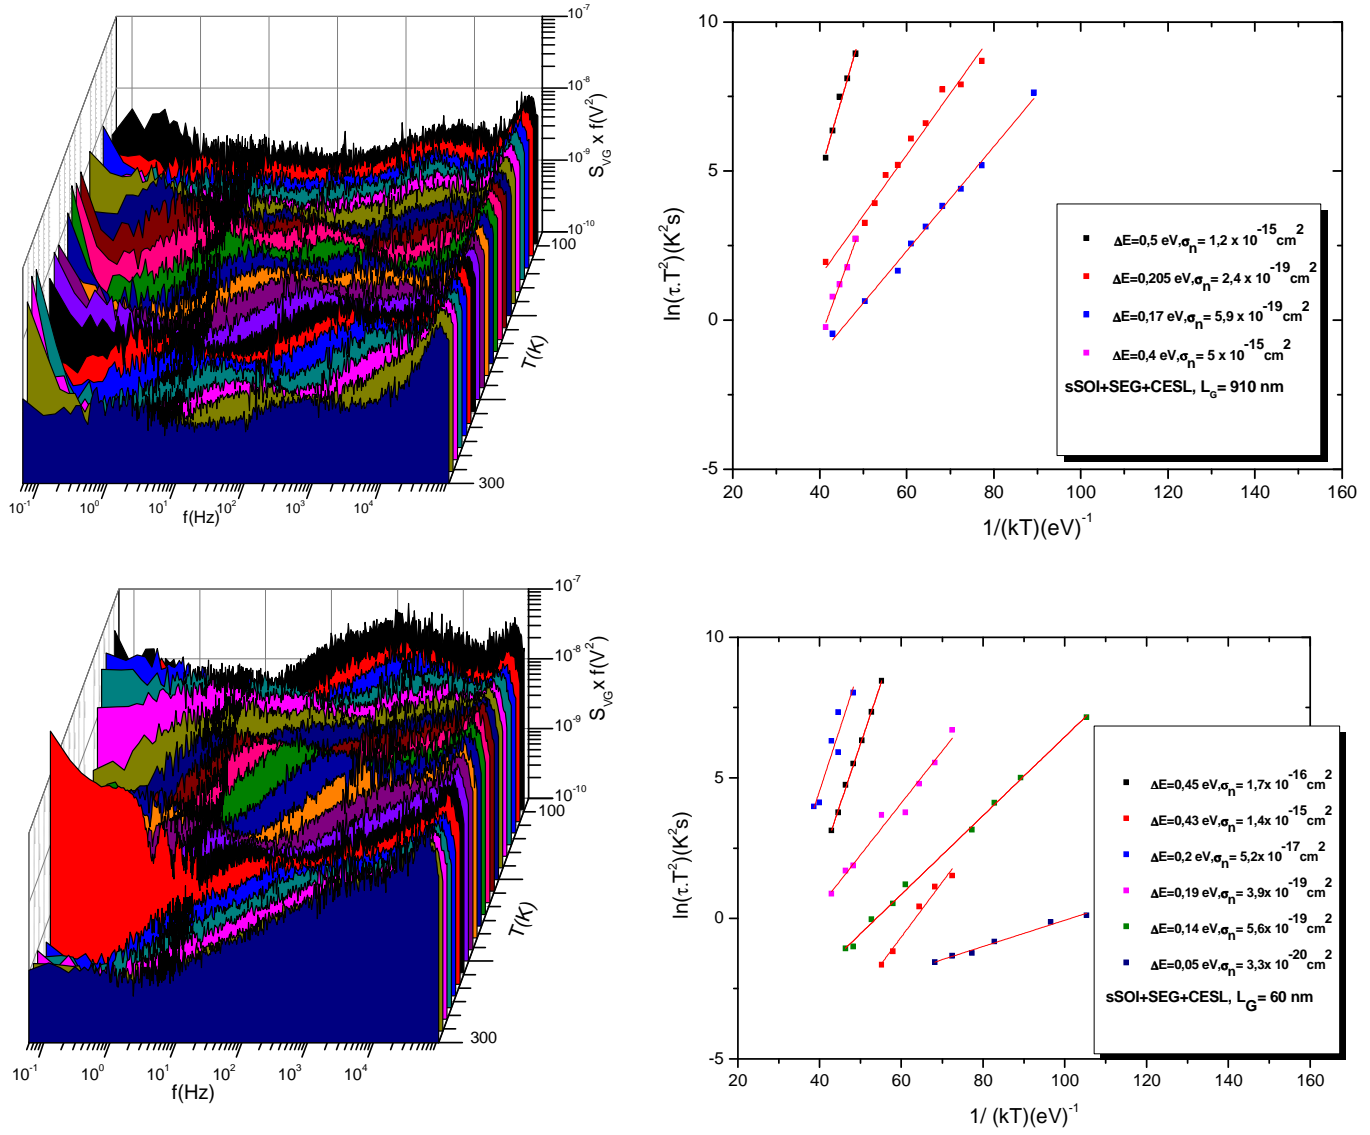 10⁻⁷
10⁻⁸
10⁻⁹
10⁻¹⁰
S_VG x f(V²)
100
T(K)
300
10⁻¹ 10⁰ 10¹ 10² 10³ 10⁴
f(Hz)
10
5
0
-5
ln(τ.T²)(K²s)
20 40 60 80 100 120 140 160
1/(kT)(eV)⁻¹
ΔE=0,5 eV,σn= 1,2 x 10⁻¹⁵cm²
ΔE=0,205 eV,σn= 2,4 x 10⁻¹⁹cm²
ΔE=0,17 eV,σn= 5,9 x 10⁻¹⁹cm²
ΔE=0,4 eV,σn= 5 x 10⁻¹⁵cm²
sSOI+SEG+CESL, L_G= 910 nm
10⁻⁷
10⁻⁸
10⁻⁹
10⁻¹⁰
S_VG x f(V²)
100
T(K)
300
10⁻¹ 10⁰ 10¹ 10² 10³ 10⁴
f(Hz)
10
5
0
-5
ln(τ.T²)(K²s)
20 40 60 80 100 120 140 160
1/ (kT)(eV)⁻¹
ΔE=0,45 eV,σn= 1,7x 10⁻¹⁶cm²
ΔE=0,43 eV,σn= 1,4x 10⁻¹⁵cm²
ΔE=0,2 eV,σn= 5,2x 10⁻¹⁷cm²
ΔE=0,19 eV,σn= 3,9x 10⁻¹⁹cm²
ΔE=0,14 eV,σn= 5,6x 10⁻¹⁹cm²
ΔE=0,05 eV,σn= 3,3x 10⁻²⁰cm²
sSOI+SEG+CESL, L_G= 60 nm